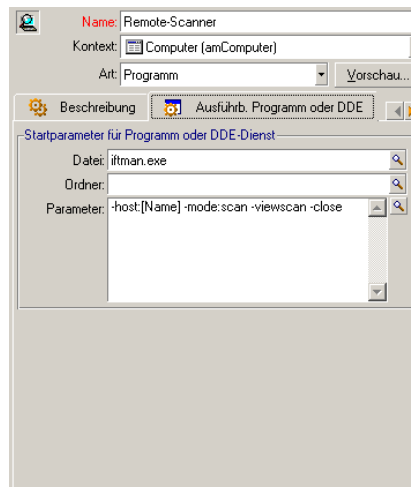 Name: Remote-Scanner
Kontext: Computer (amComputer)
Art: Programm Vorschau...
Beschreibung Ausführb. Programm oder DDE
Startparameter für Programm oder DDE-Dienst
Datei: iftman.exe
Ordner:
Parameter: -host:[Name] -mode:scan -viewscan -close